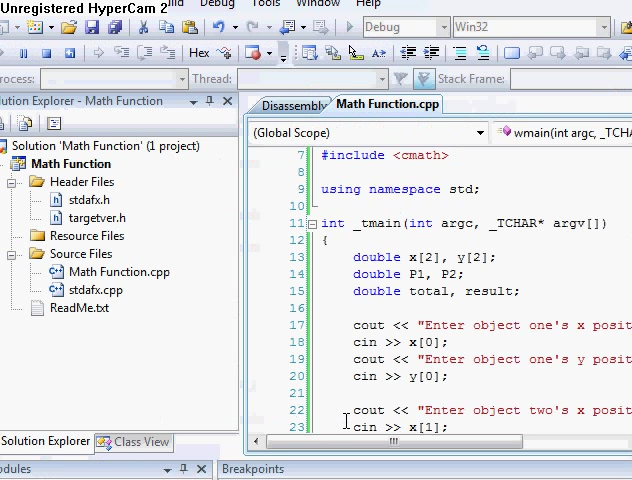 Unregistered HyperCam 2
Debug Tools Window Help
Debug Win32
Hex
Process: Thread: Stack Frame:
Solution Explorer - Math Function
Disassembly Math Function.cpp
(Global Scope) wmain(int argc, _TCHA
Solution 'Math Function' (1 project)
Math Function
Header Files
stdafx.h
targetver.h
Resource Files
Source Files
Math Function.cpp
stdafx.cpp
ReadMe.txt
7 #include <cmath>
8
9 using namespace std;
10
11 int _tmain(int argc, _TCHAR* argv[])
12 {
13 double x[2], y[2];
14 double P1, P2;
15 double total, result;
16
17 cout << "Enter object one's x posit
18 cin >> x[0];
19 cout << "Enter object one's y posit
20 cin >> y[0];
21
22 cout << "Enter object two's x posit
23 cin >> x[1];
Solution Explorer Class View
odules Breakpoints